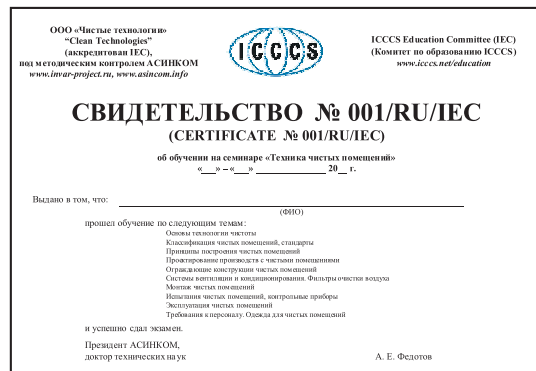 ООО «Чистые технологии»
“Clean Technologies”
(аккредитован IEC),
под методическим контролем АСИНКОМ
www.invar-project.ru, www.asincom.info
ICCCS
ICCCS Education Committee (IEC)
(Комитет по образованию ICCCS)
www.icccs.net/education
СВИДЕТЕЛЬСТВО № 001/RU/IEC
(CERTIFICATE № 001/RU/IEC)
об обучении на семинаре «Техника чистых помещений»
«___» – «___» ______________ 20__ г.
Выдано в том, что:
(ФИО)
прошел обучение по следующим темам:
Основы технологии чистоты
Классификация чистых помещений, стандарты
Принципы построения чистых помещений
Проектирование производств с чистыми помещениями
Ограждающие конструкции чистых помещений
Системы вентиляции и кондиционирования. Фильтры очистки воздуха
Монтаж чистых помещений
Испытания чистых помещений, контрольные приборы
Эксплуатация чистых помещений
Требования к персоналу. Одежда для чистых помещений
и успешно сдал экзамен.
Президент АСИНКОМ,
доктор технических наук
А. Е. Федотов